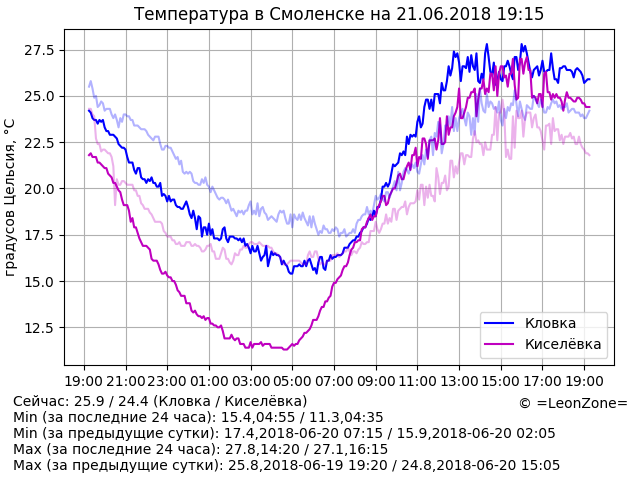 Температура в Смоленске на 21.06.2018 19:15
градусов Цельсия, °C
27.5
25.0
22.5
20.0
17.5
15.0
12.5
Кловка
Киселёвка
19:00 21:00 23:00 01:00 03:00 05:00 07:00 09:00 11:00 13:00 15:00 17:00 19:00
Сейчас: 25.9 / 24.4 (Кловка / Киселёвка)
© =LeonZone=
Min (за последние 24 часа): 15.4,04:55 / 11.3,04:35
Min (за предыдущие сутки): 17.4,2018-06-20 07:15 / 15.9,2018-06-20 02:05
Max (за последние 24 часа): 27.8,14:20 / 27.1,16:15
Max (за предыдущие сутки): 25.8,2018-06-19 19:20 / 24.8,2018-06-20 15:05